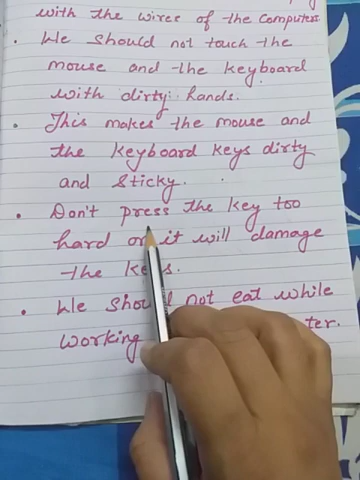 with the wires of the computers
• We should not touch the
mouse and the keyboard
with dirty hands.
• This makes the mouse and
the keyboard keys dirty
and sticky.
• Don't press the key too
hard or it will damage
the keys.
• We should not eat while
working